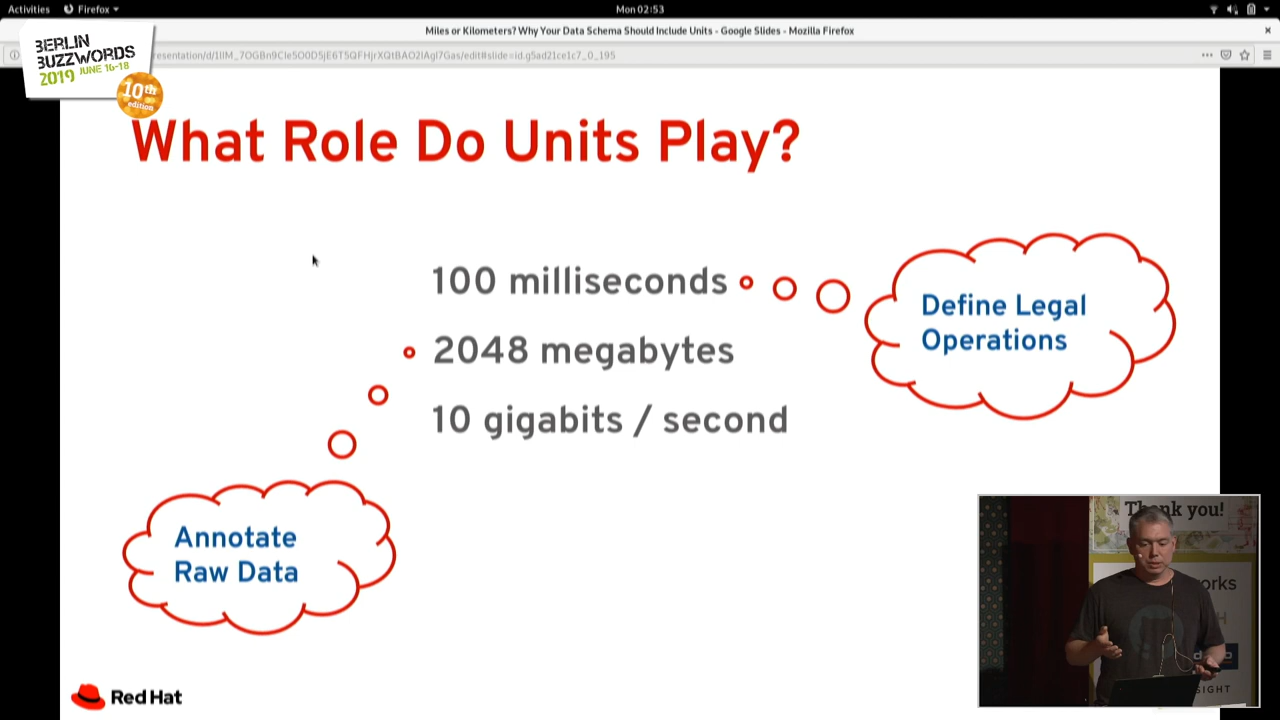 Activities
Firefox
Mon 02:53
Miles or Kilometers? Why Your Data Schema Should Include Units - Google Slides - Mozilla Firefox
BERLIN
BUZZWORDS
2019 JUNE 16-18
10th
edition
What Role Do Units Play?
100 milliseconds
2048 megabytes
10 gigabits / second
Define Legal
Operations
Annotate
Raw Data
Red Hat
Thank you!